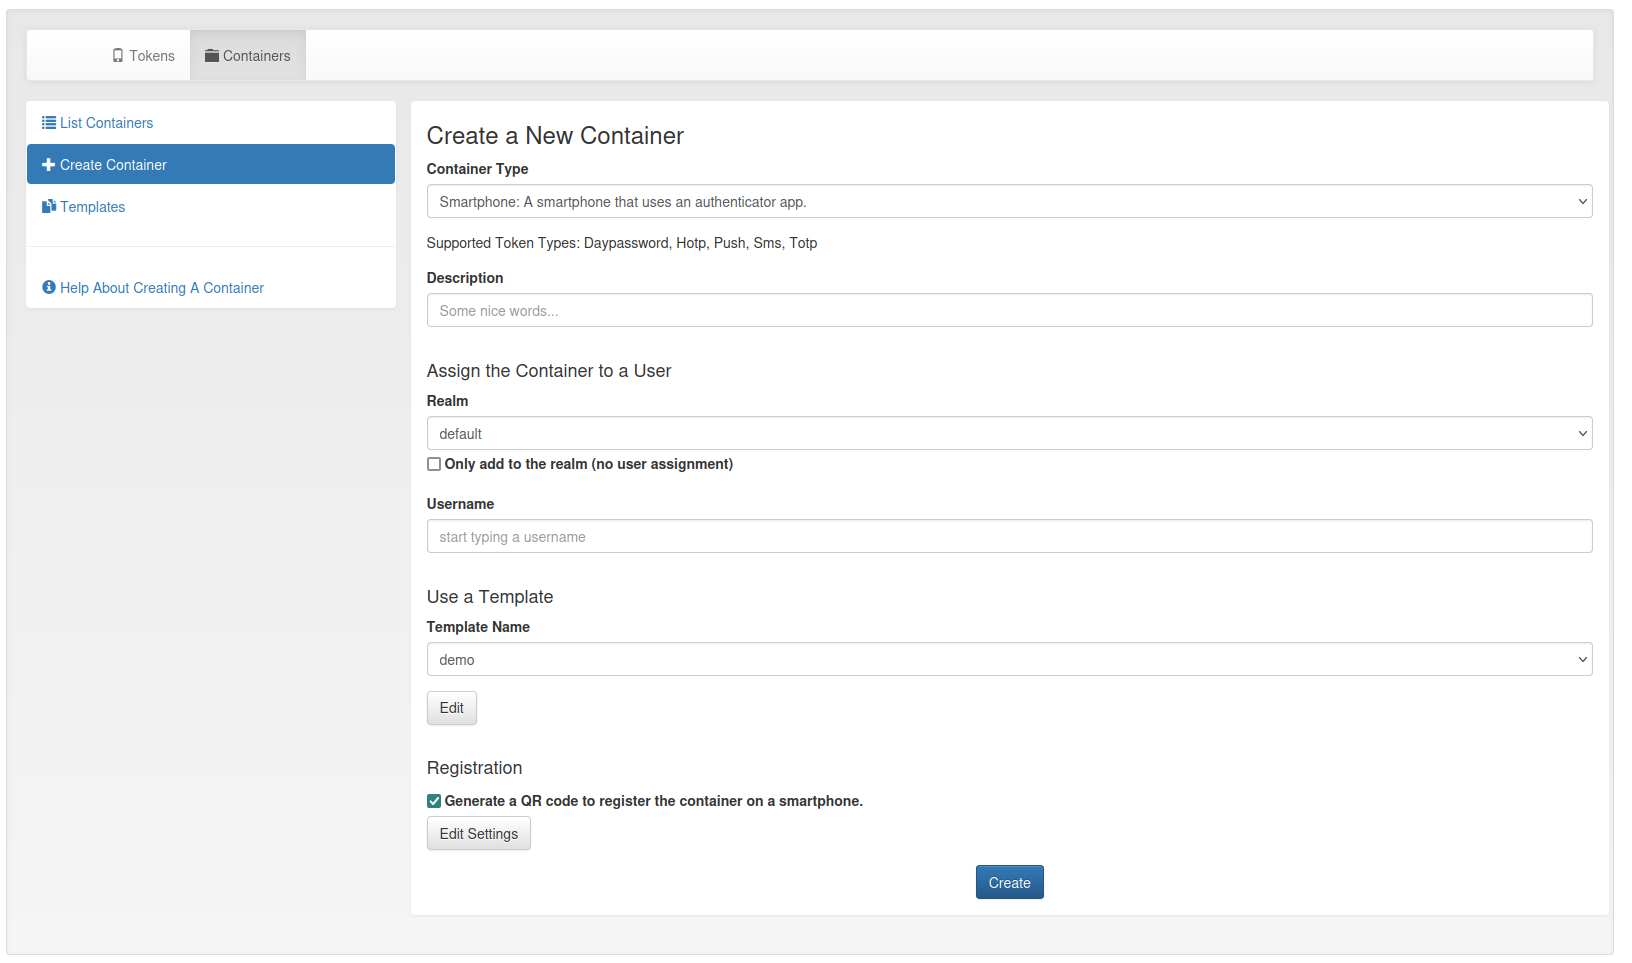 Tokens
Containers
List Containers
Create Container
Templates
Help About Creating A Container
Create a New Container
Container Type
Smartphone: A smartphone that uses an authenticator app.
Supported Token Types: Daypassword, Hotp, Push, Sms, Totp
Description
Some nice words...
Assign the Container to a User
Realm
default
Only add to the realm (no user assignment)
Username
start typing a username
Use a Template
Template Name
demo
Edit
Registration
Generate a QR code to register the container on a smartphone.
Edit Settings
Create